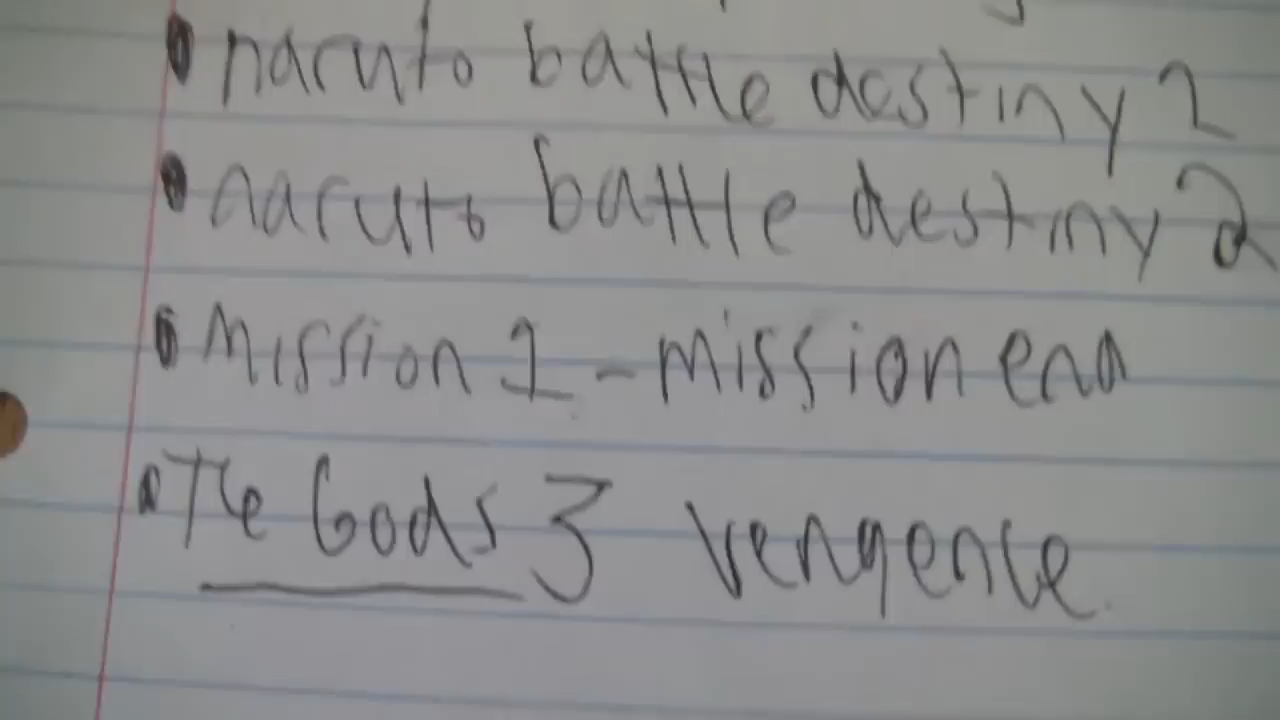 • naruto battle destiny 2
• naruto battle destiny 2
• Mission 1 - mission end
• The Gods 3 vengence